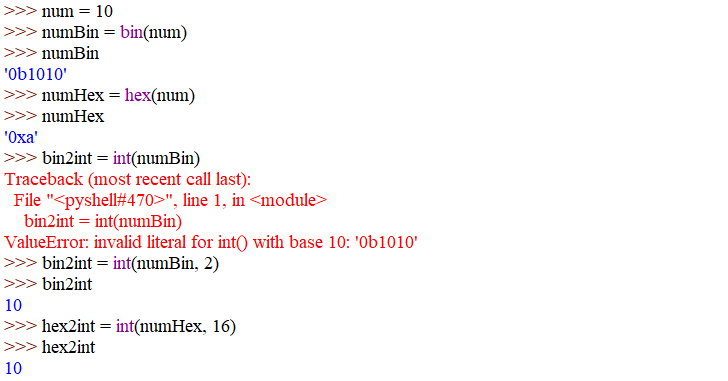 >>> num = 10
>>> numBin = bin(num)
>>> numBin
'0b1010'
>>> numHex = hex(num)
>>> numHex
'0xa'
>>> bin2int = int(numBin)
Traceback (most recent call last):
  File "<pyshell#470>", line 1, in <module>
    bin2int = int(numBin)
ValueError: invalid literal for int() with base 10: '0b1010'
>>> bin2int = int(numBin, 2)
>>> bin2int
10
>>> hex2int = int(numHex, 16)
>>> hex2int
10